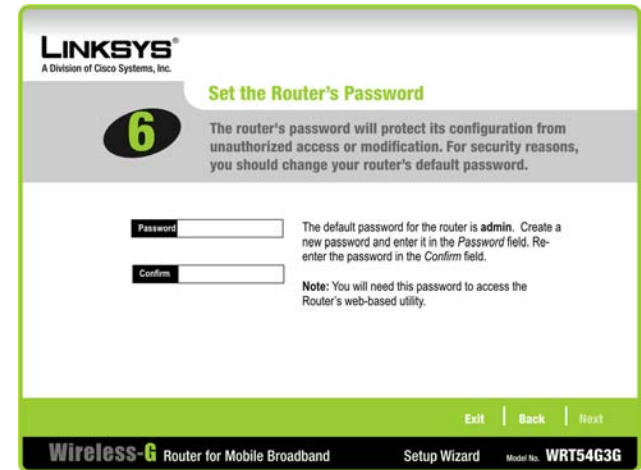 LINKSYS®
A Division of Cisco Systems, Inc.
Set the Router's Password
6
The router's password will protect its configuration from
unauthorized access or modification. For security reasons,
you should change your router's default password.
Password
The default password for the router is admin. Create a
new password and enter it in the Password field. Re-
enter the password in the Confirm field.
Confirm
Note: You will need this password to access the
Router's web-based utility.
Exit | Back | Next
Wireless-G Router for Mobile Broadband Setup Wizard Model No. WRT54G3G